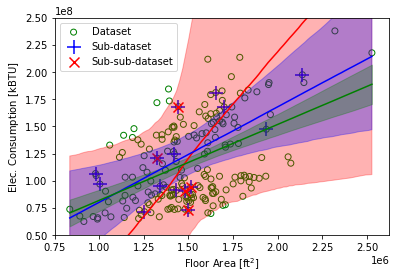 1e8
2.50
2.25
2.00
1.75
1.50
1.25
1.00
0.75
0.50
Elec. Consumption [kBTU]
Dataset
Sub-dataset
Sub-sub-dataset
0.75 1.00 1.25 1.50 1.75 2.00 2.25 2.50
Floor Area [ft²]
1e6